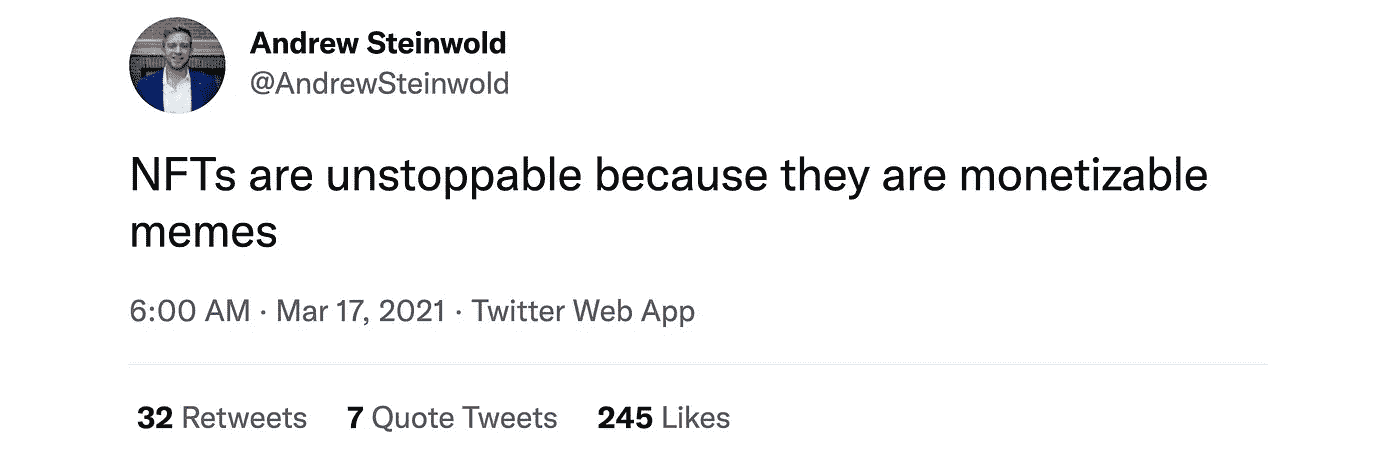 Andrew Steinwold
@AndrewSteinwold
NFTs are unstoppable because they are monetizable
memes
6:00 AM · Mar 17, 2021 · Twitter Web App
32 Retweets 7 Quote Tweets 245 Likes